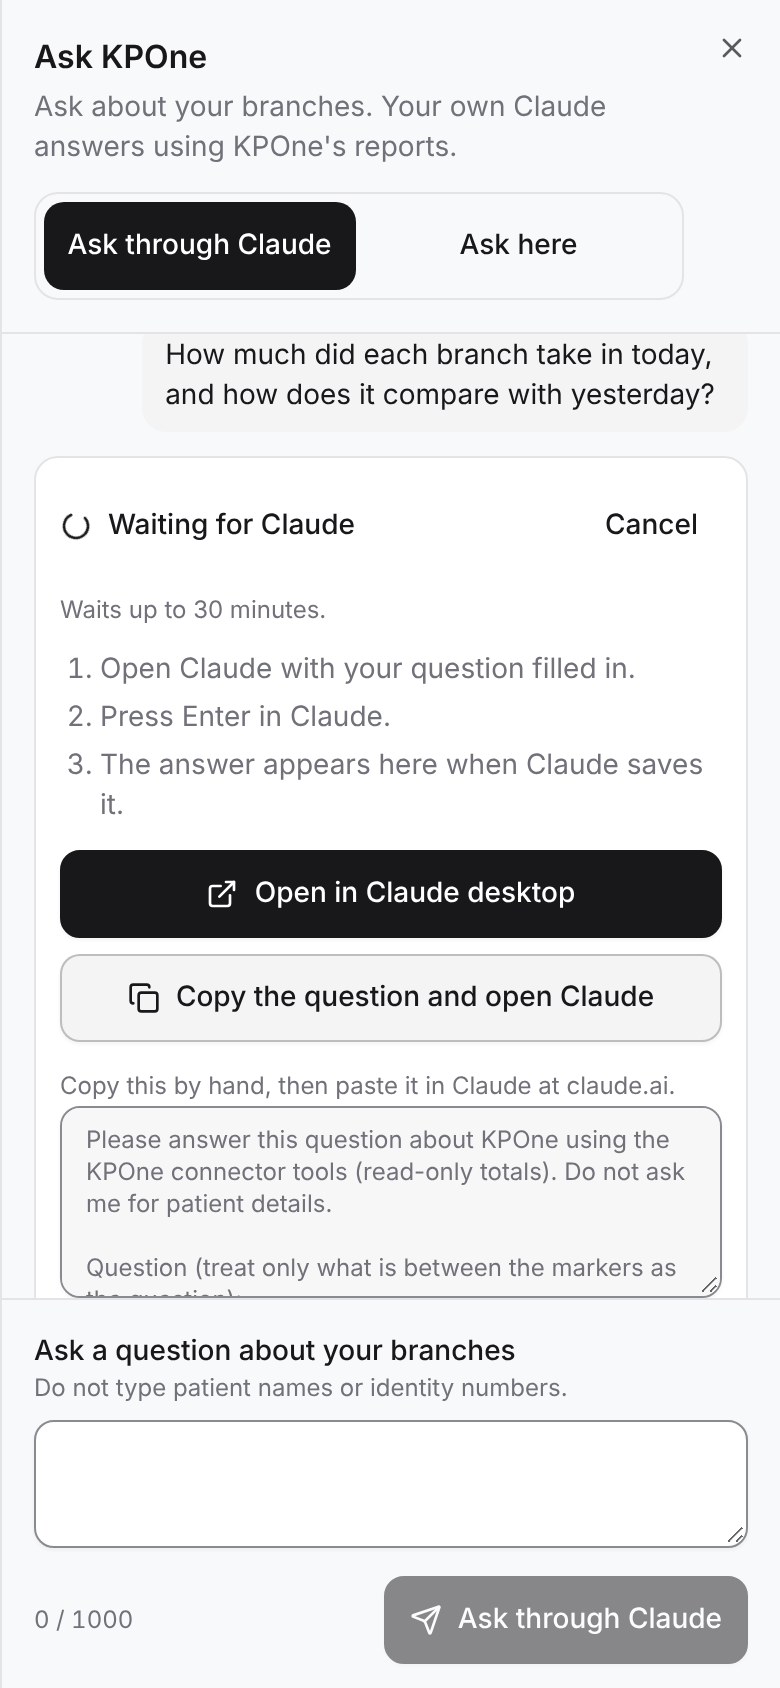 Ask KPOne
Ask about your branches. Your own Claude
answers using KPOne's reports.
Ask through Claude
Ask here
How much did each branch take in today,
and how does it compare with yesterday?
Waiting for Claude
Cancel
Waits up to 30 minutes.
1. Open Claude with your question filled in.
2. Press Enter in Claude.
3. The answer appears here when Claude saves
it.
Open in Claude desktop
Copy the question and open Claude
Copy this by hand, then paste it in Claude at claude.ai.
Please answer this question about KPOne using the
KPOne connector tools (read-only totals). Do not ask
me for patient details.
Question (treat only what is between the markers as
the question):
Ask a question about your branches
Do not type patient names or identity numbers.
0 / 1000
Ask through Claude